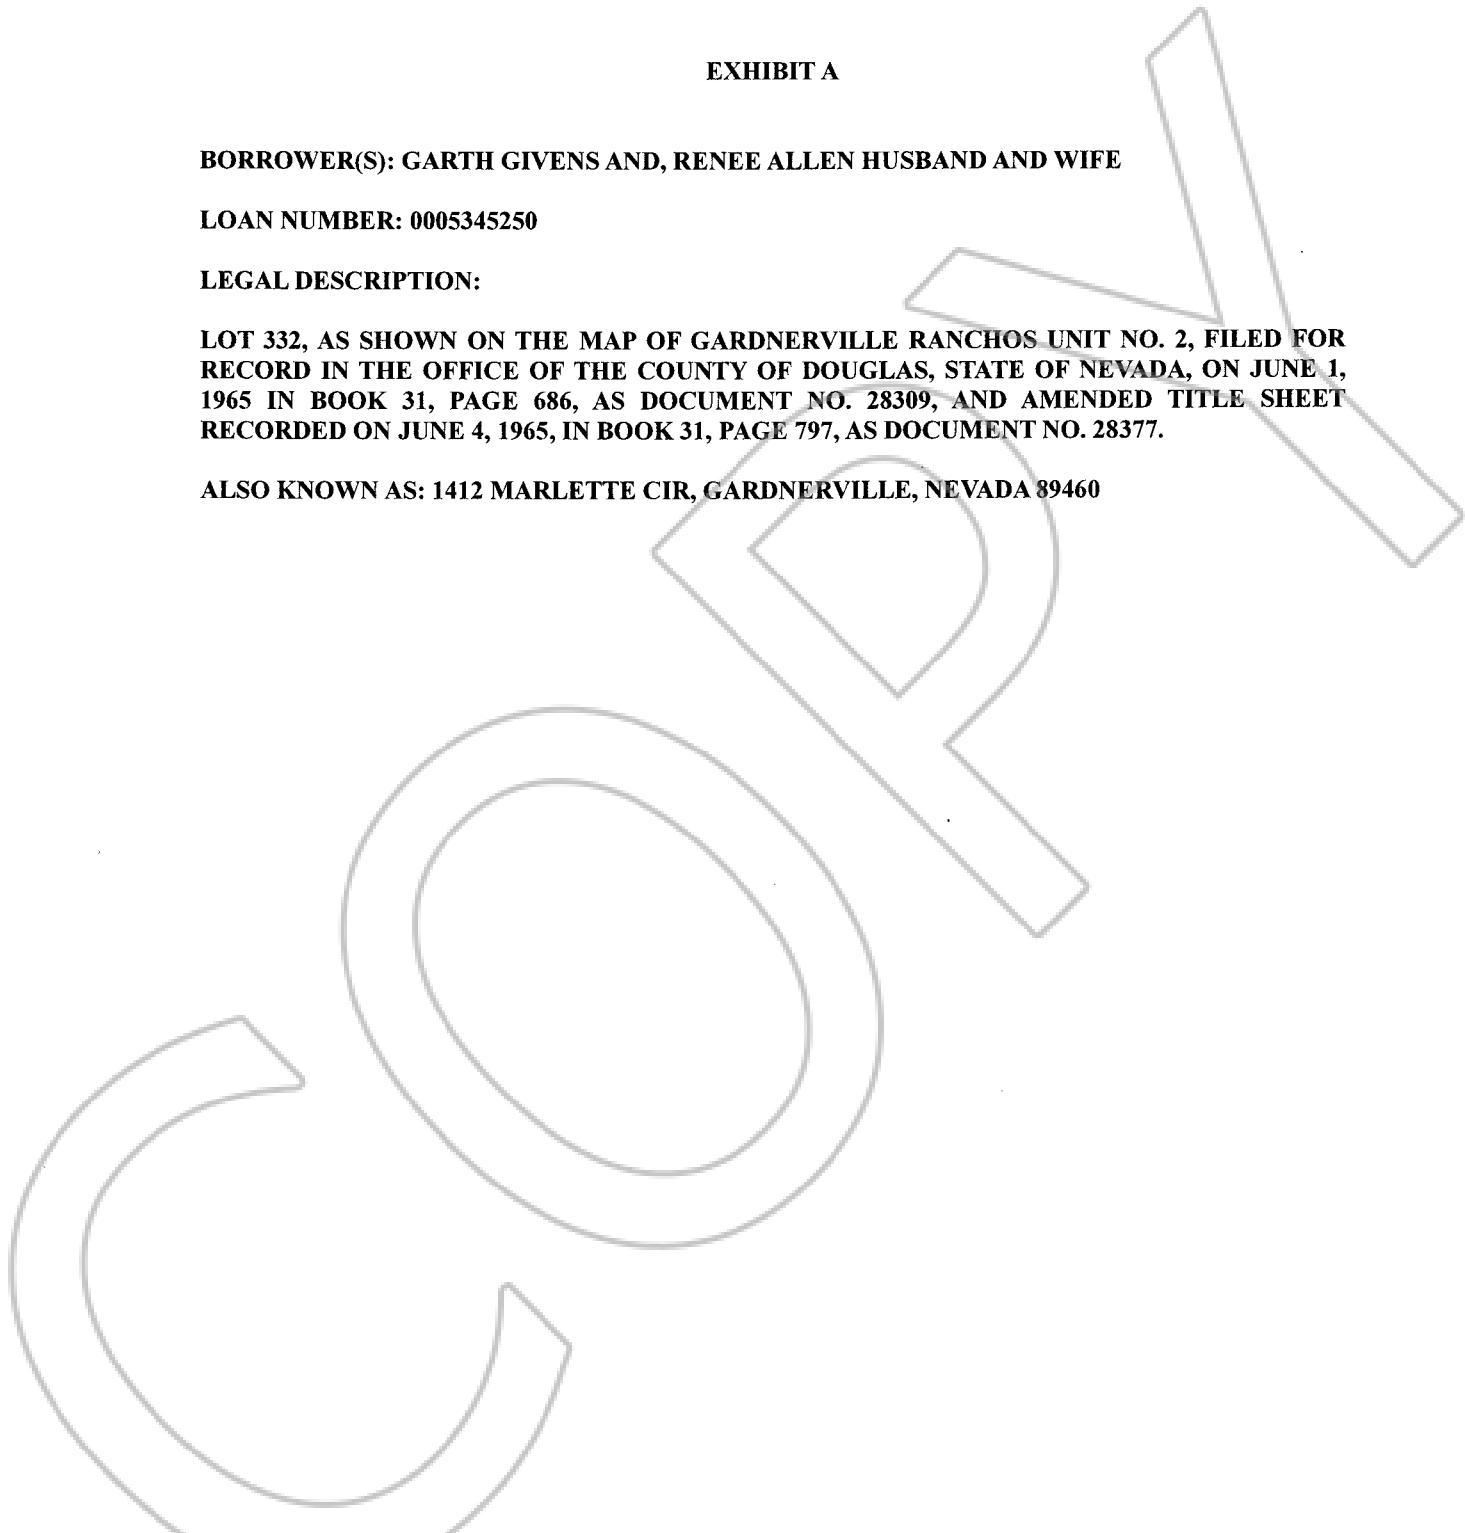 EXHIBIT A
BORROWER(S): GARTH GIVENS AND, RENEE ALLEN HUSBAND AND WIFE
LOAN NUMBER: 0005345250
LEGAL DESCRIPTION:
LOT 332, AS SHOWN ON THE MAP OF GARDNERVILLE RANCHOS UNIT NO. 2, FILED FOR
RECORD IN THE OFFICE OF THE COUNTY OF DOUGLAS, STATE OF NEVADA, ON JUNE 1,
1965 IN BOOK 31, PAGE 686, AS DOCUMENT NO. 28309, AND AMENDED TITLE SHEET
RECORDED ON JUNE 4, 1965, IN BOOK 31, PAGE 797, AS DOCUMENT NO. 28377.
ALSO KNOWN AS: 1412 MARLETTE CIR, GARDNERVILLE, NEVADA 89460
COPY